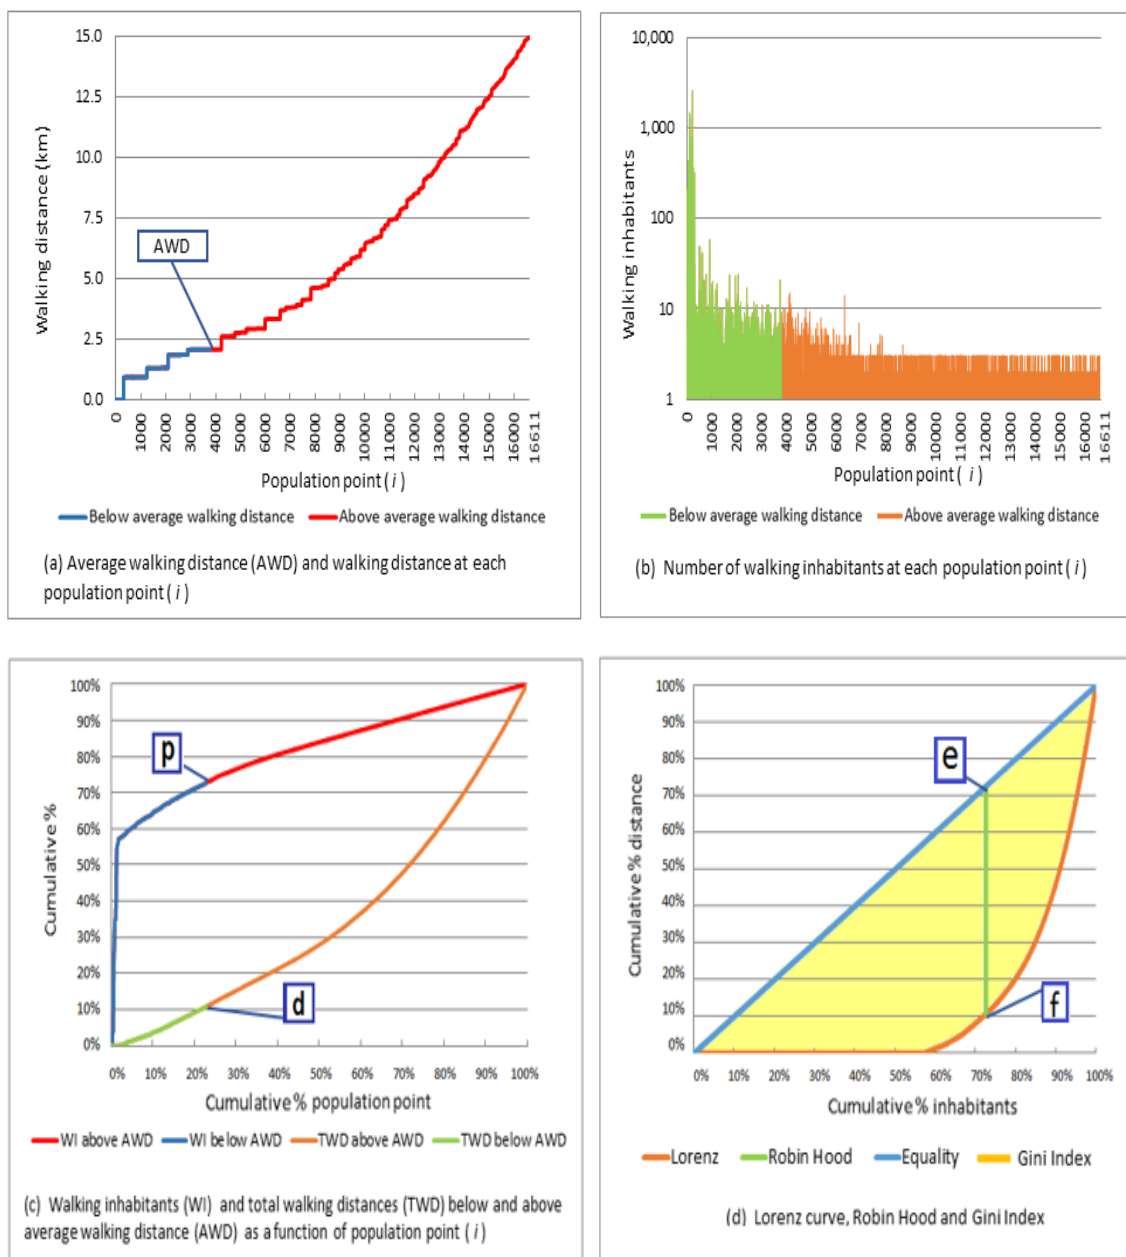 15.0
12.5
10.0
7.5
5.0
2.5
0.0
Walking distance (km)
AWD
0
1000
2000
3000
4000
5000
6000
7000
8000
9000
10000
11000
12000
13000
14000
15000
16000
16611
Population point ( i )
Below average walking distance
Above average walking distance
(a) Average walking distance (AWD) and walking distance at each
population point ( i )
10,000
1,000
100
10
1
Walking inhabitants
0
1000
2000
3000
4000
5000
6000
7000
8000
9000
10000
11000
12000
13000
14000
15000
16000
16611
Population point ( i )
Below average walking distance
Above average walking distance
(b) Number of walking inhabitants at each population point ( i )
100%
90%
80%
70%
60%
50%
40%
30%
20%
10%
0%
Cumulative %
p
d
0% 10% 20% 30% 40% 50% 60% 70% 80% 90% 100%
Cumulative % population point
WI above AWD
WI below AWD
TWD above AWD
TWD below AWD
(c) Walking inhabitants (WI) and total walking distances (TWD) below and above
average walking distance (AWD) as a function of population point ( i )
100%
90%
80%
70%
60%
50%
40%
30%
20%
10%
0%
Cumulative % distance
e
f
0% 10% 20% 30% 40% 50% 60% 70% 80% 90% 100%
Cumulative % inhabitants
Lorenz
Robin Hood
Equality
Gini Index
(d) Lorenz curve, Robin Hood and Gini Index